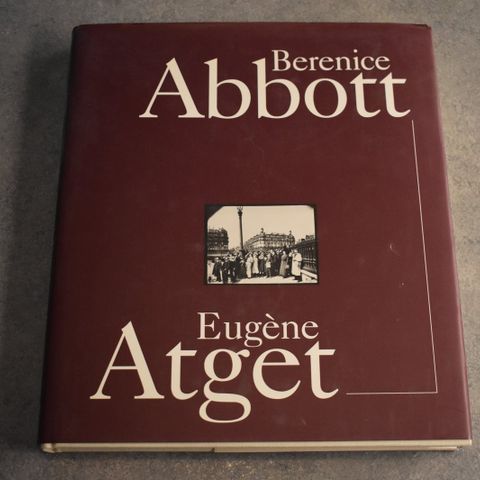 Berenice
Abbott
Eugène
Atget